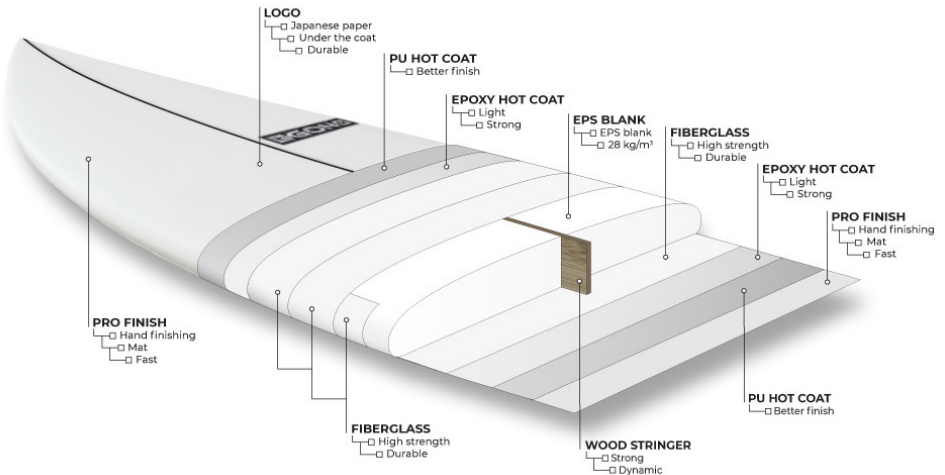 LOGO
Japanese paper
Under the coat
Durable
PU HOT COAT
Better finish
EPOXY HOT COAT
Light
Strong
EPS BLANK
EPS blank
28 kg/m³
FIBERGLASS
High strength
Durable
EPOXY HOT COAT
Light
Strong
PRO FINISH
Hand finishing
Mat
Fast
PRO FINISH
Hand finishing
Mat
Fast
FIBERGLASS
High strength
Durable
WOOD STRINGER
Strong
Dynamic
PU HOT COAT
Better finish